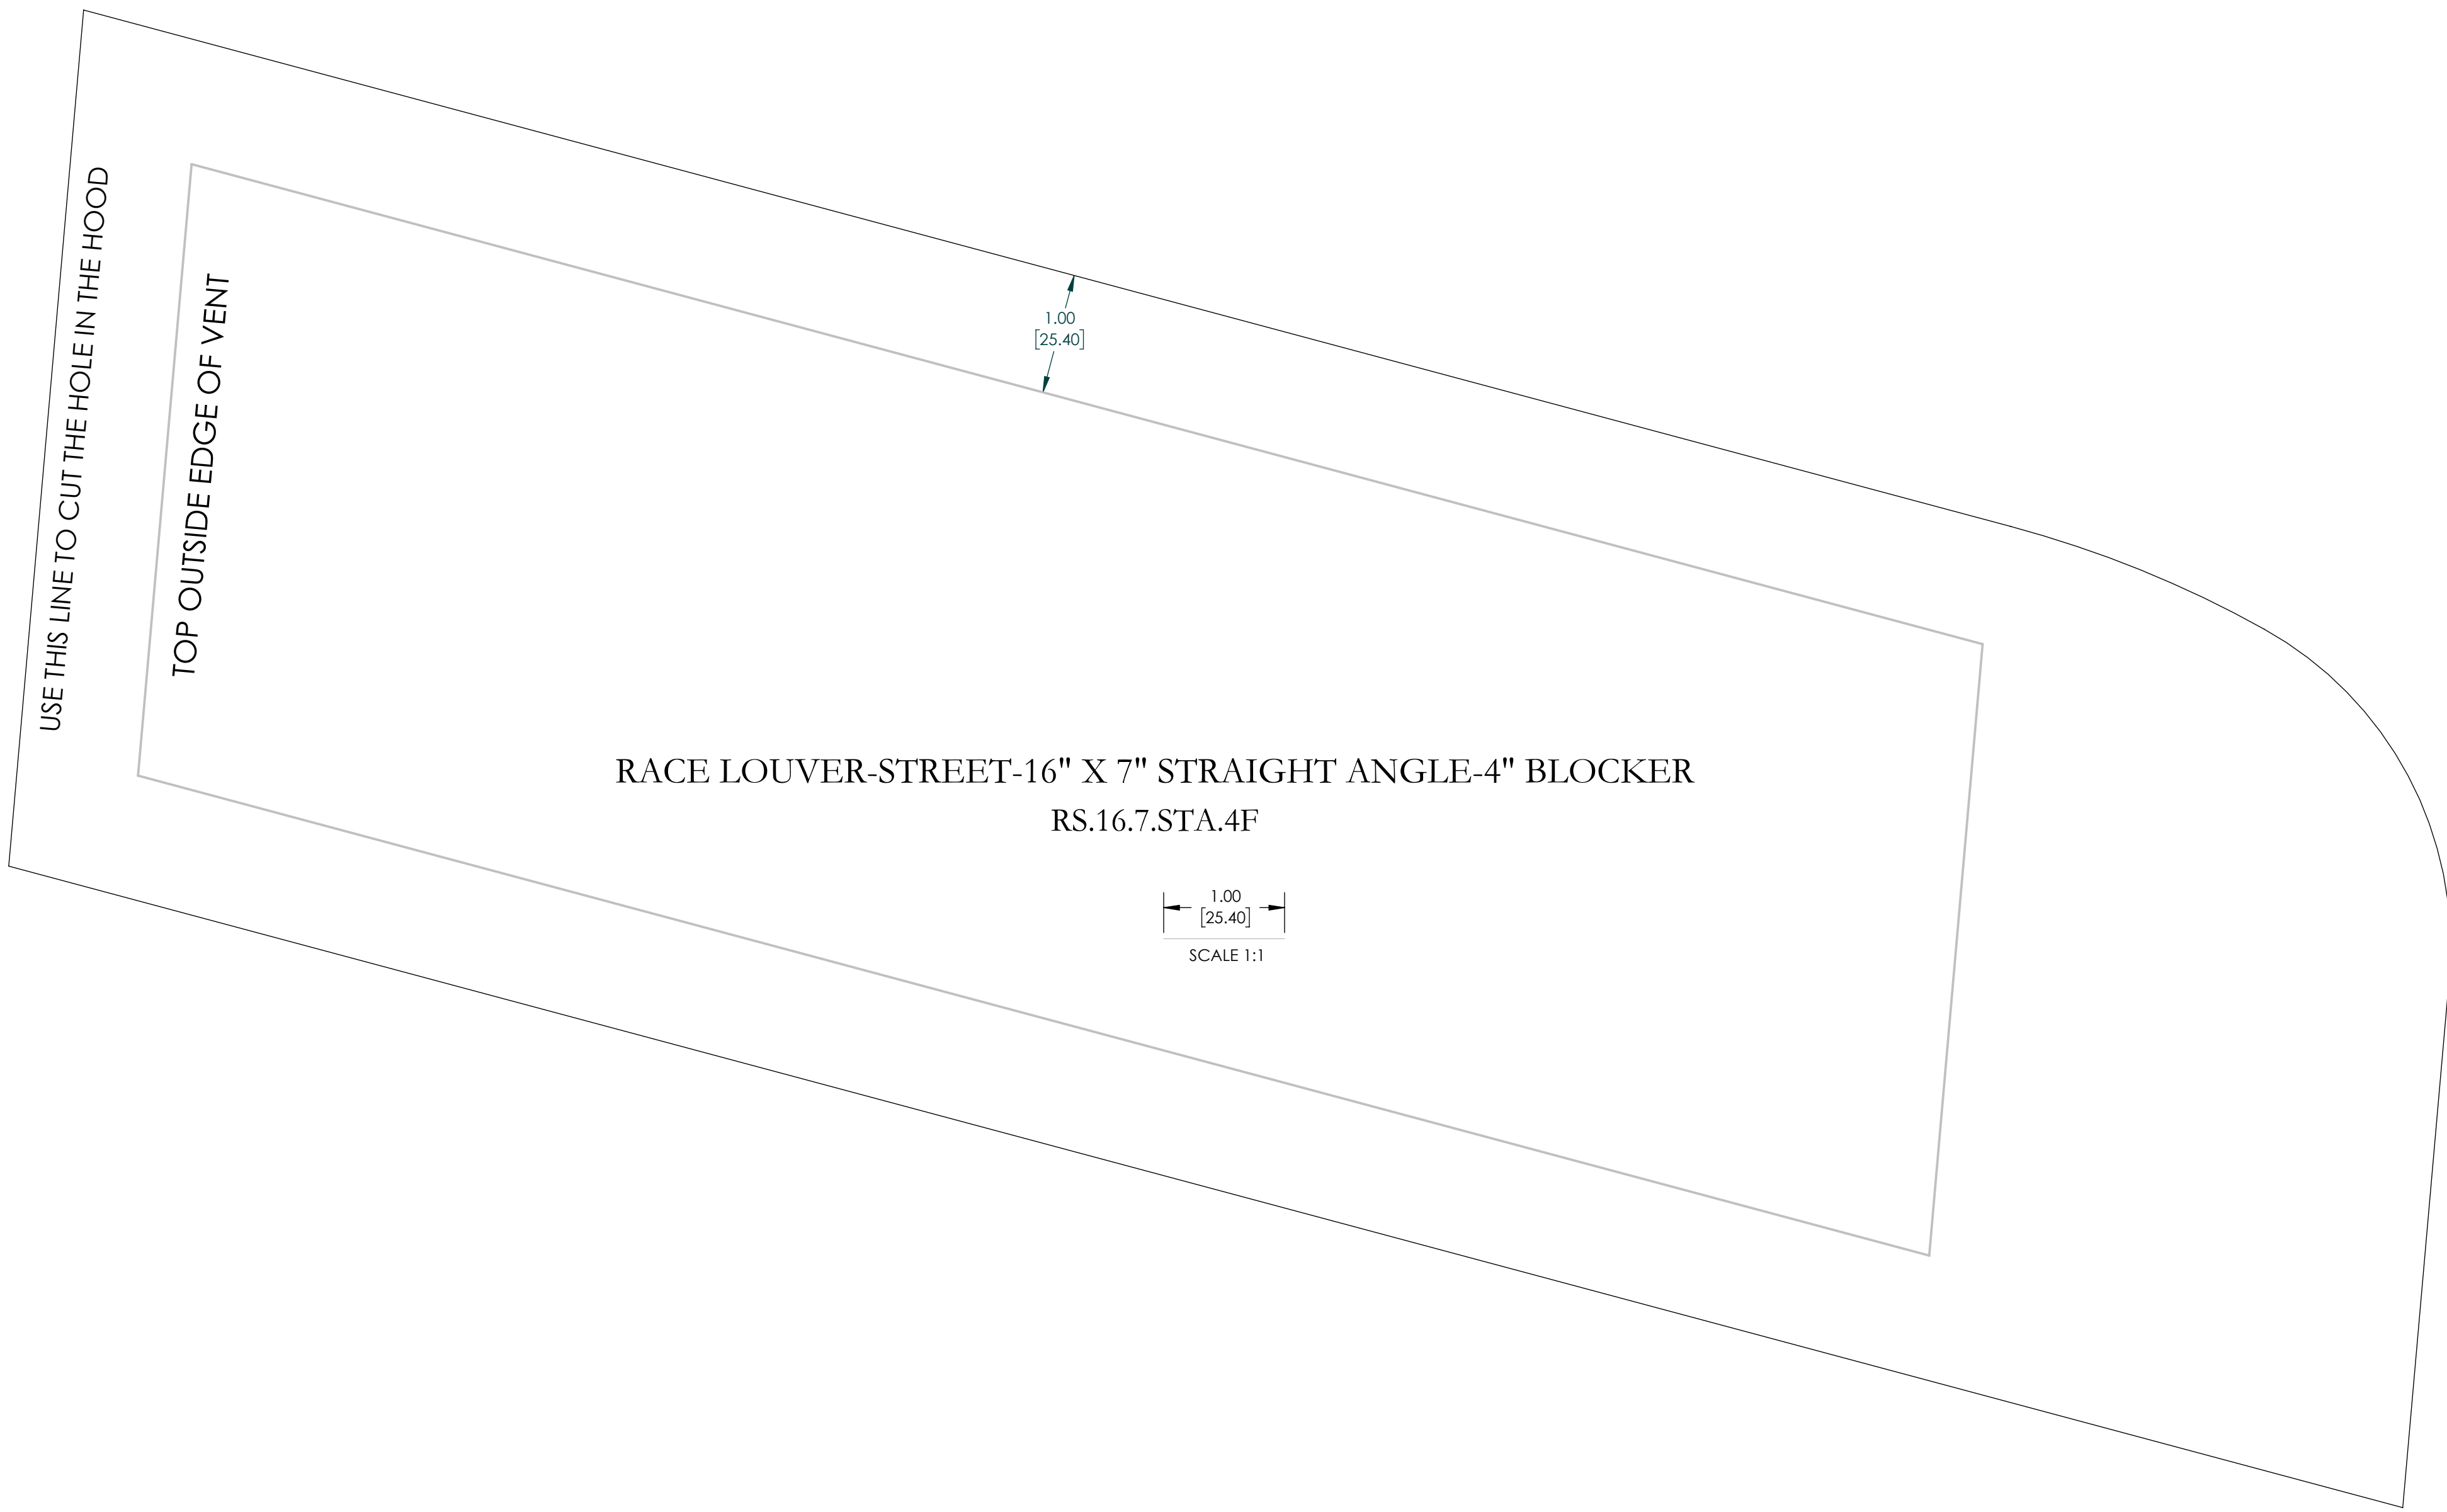 USE THIS LINE TO CUT THE HOLE IN THE HOOD
TOP OUTSIDE EDGE OF VENT
1.00
[25.40]
RACE LOUVER-STREET-16" X 7" STRAIGHT ANGLE-4" BLOCKER
RS.16.7.STA.4F
1.00
[25.40]
SCALE 1:1